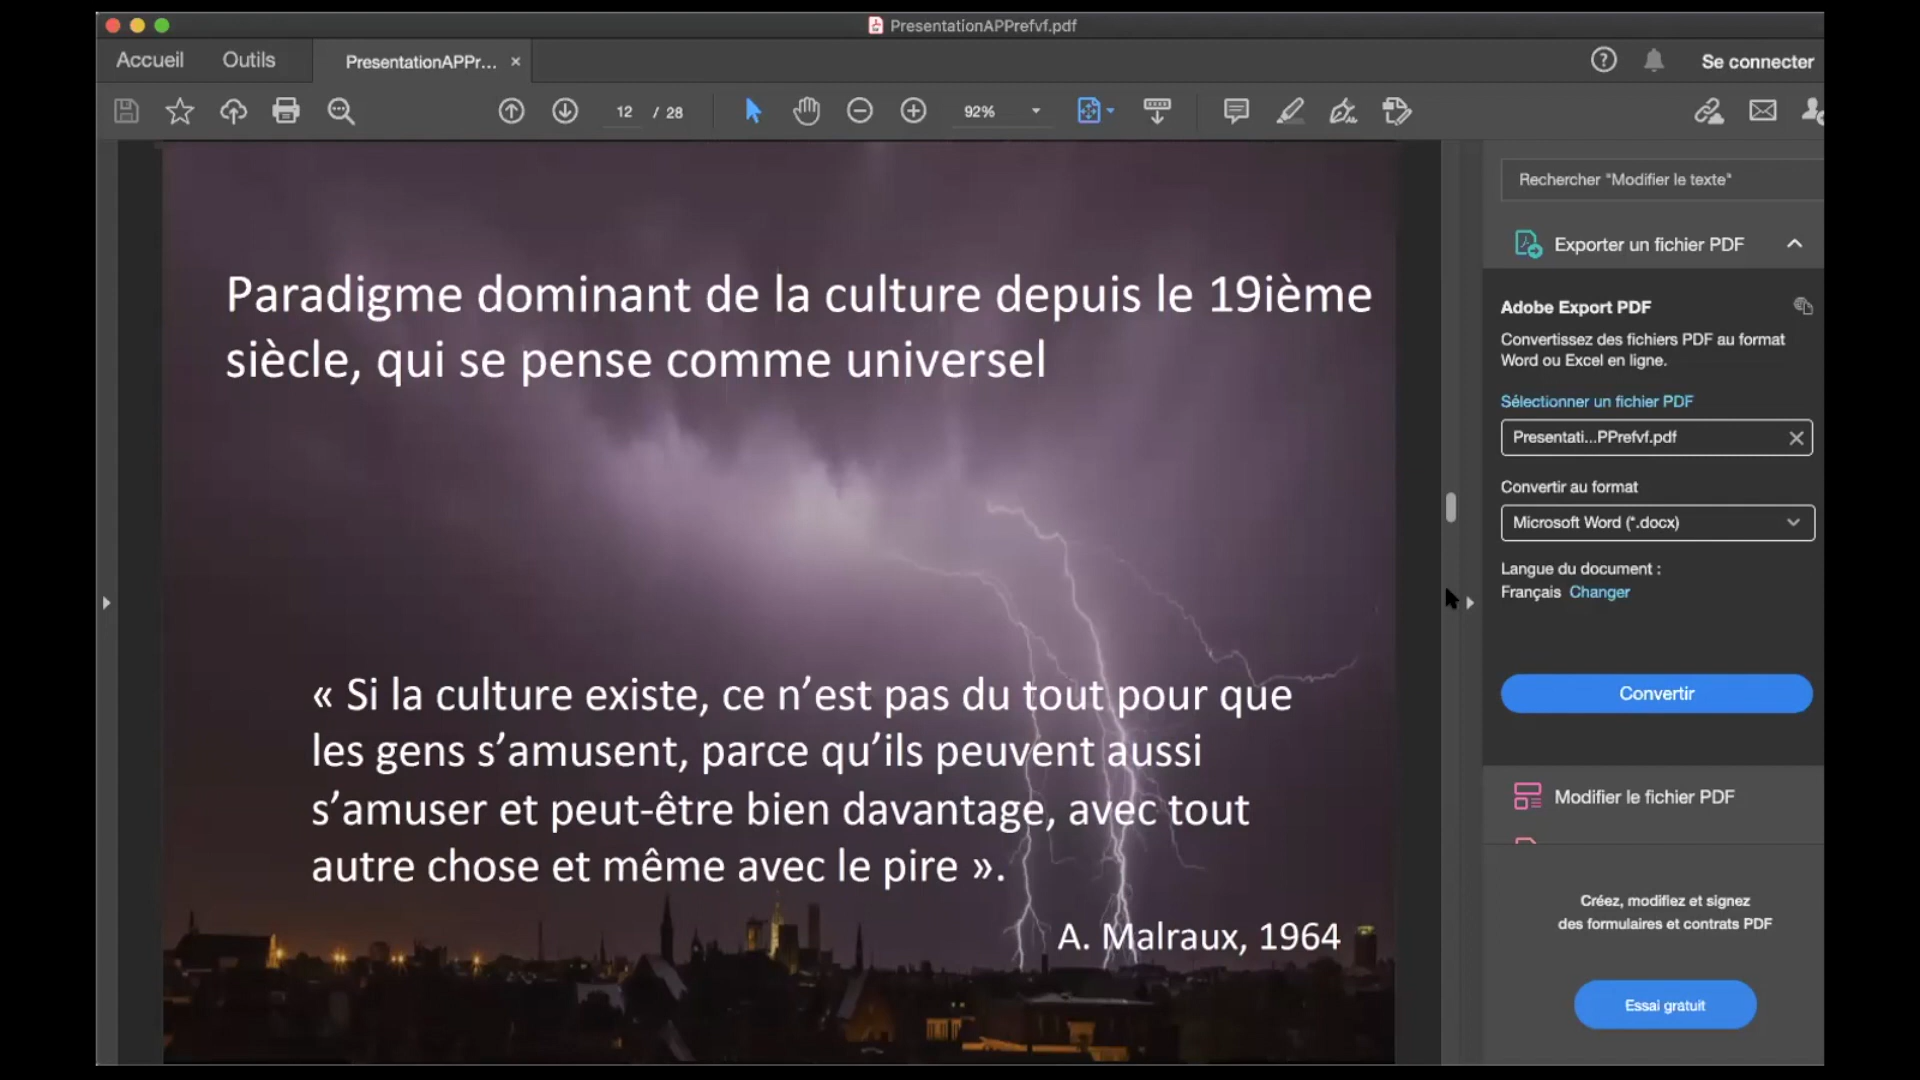 PresentationAPPrefvf.pdf
Accueil
Outils
PresentationAPPr...
Se connecter
12 / 28
92%
Rechercher "Modifier le texte"
Exporter un fichier PDF
Paradigme dominant de la culture depuis le 19ième
siècle, qui se pense comme universel
« Si la culture existe, ce n’est pas du tout pour que
les gens s’amusent, parce qu’ils peuvent aussi
s’amuser et peut-être bien davantage, avec tout
autre chose et même avec le pire ».
A. Malraux, 1964
Adobe Export PDF
Convertissez des fichiers PDF au format
Word ou Excel en ligne.
Sélectionner un fichier PDF
Presentati...PPrefvf.pdf
Convertir au format
Microsoft Word (*.docx)
Langue du document :
Français Changer
Convertir
Modifier le fichier PDF
Créez, modifiez et signez
des formulaires et contrats PDF
Essai gratuit